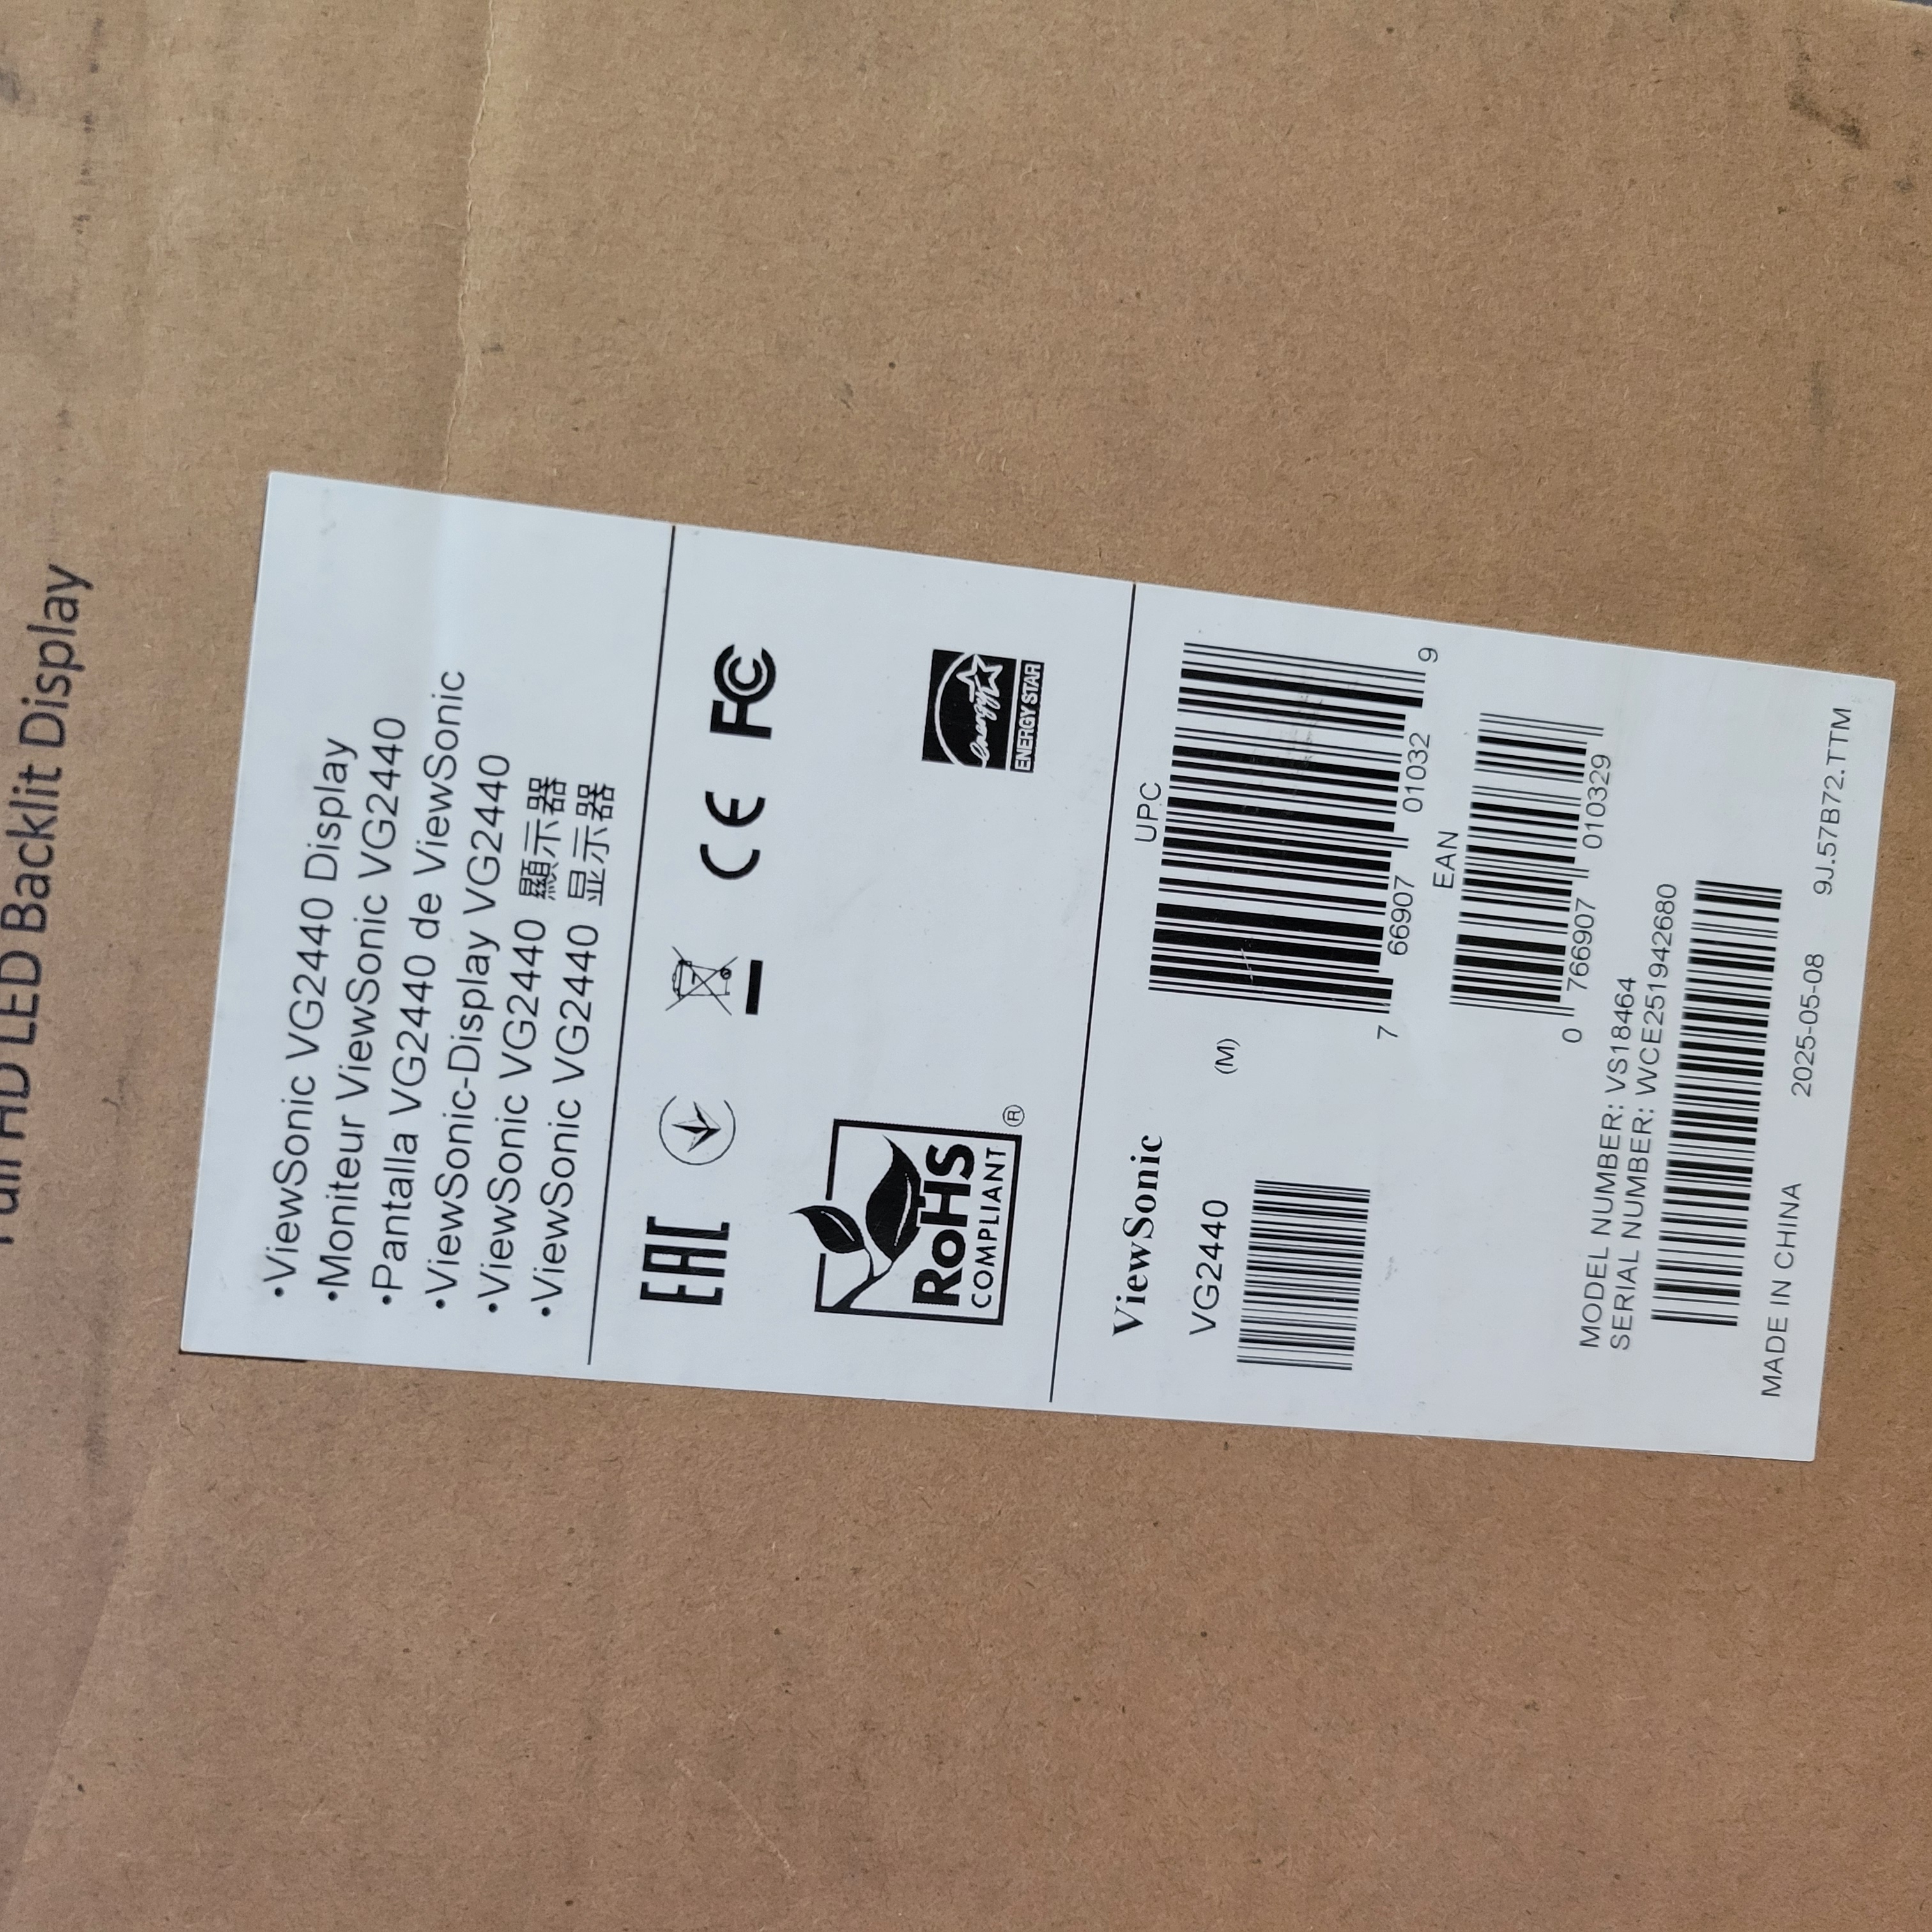 Full HD LED Backlit Display
•ViewSonic VG2440 Display
•Moniteur ViewSonic VG2440
•Pantalla VG2440 de ViewSonic
•ViewSonic-Display VG2440
•ViewSonic VG2440 顯示器
•ViewSonic VG2440 显示器
EAC
CE
FC
RoHS
COMPLIANT
®
energy
ENERGY STAR
ViewSonic
VG2440
(M)
UPC
7 66907 01032 9
EAN
0 766907 010329
MODEL NUMBER: VS18464
SERIAL NUMBER: WCE251942680
MADE IN CHINA 2025-05-08 9J.57B72.TTM